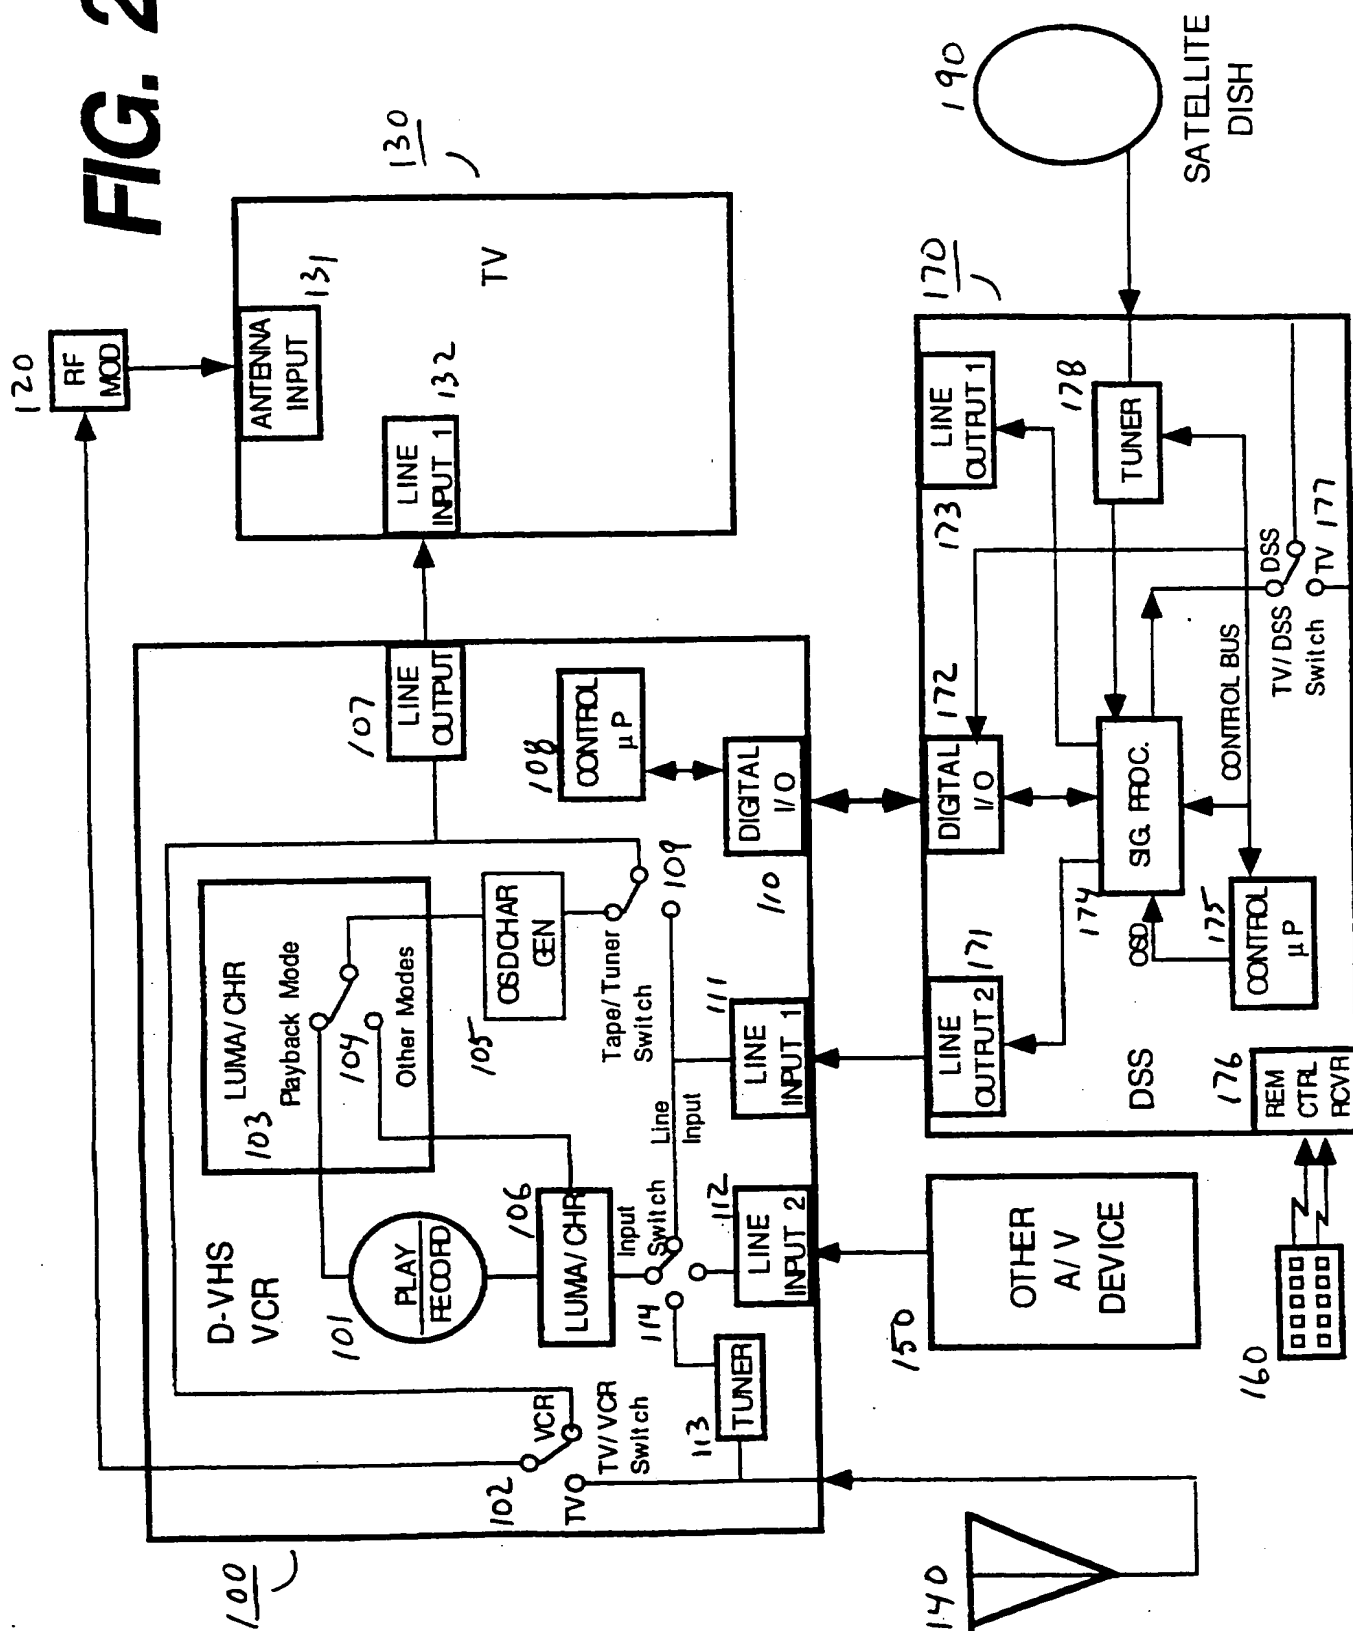 FIG. 2
120
RF
MOD
130
ANTENNA
INPUT
131
LINE
INPUT 1
132
TV
100
D-VHS
VCR
101
PLAY
RECORD
102
VCR
TV
TV/VCR
Switch
LUMA/CHR
103
Playback Mode
104
Other Modes
105
OSDCHAR
GEN
106
LUMA/CHR
107
LINE
OUTPUT
108
CONTROL
µP
Tape/Tuner
Switch
109
DIGITAL
I/O
110
Input
Switch
Line
Input
114
LINE
INPUT 1
111
LINE
INPUT 2
112
113
TUNER
140
150
OTHER
A/V
DEVICE
160
170
DSS
LINE
OUTPUT 2
171
DIGITAL
I/O
172
LINE
OUTPUT 1
173
174
SIG. PROC.
OSD
175
CONTROL
µP
176
REM
CTRL
RCVR
CONTROL BUS
TV/DSS
Switch
DSS
TV
177
TUNER
178
190
SATELLITE
DISH